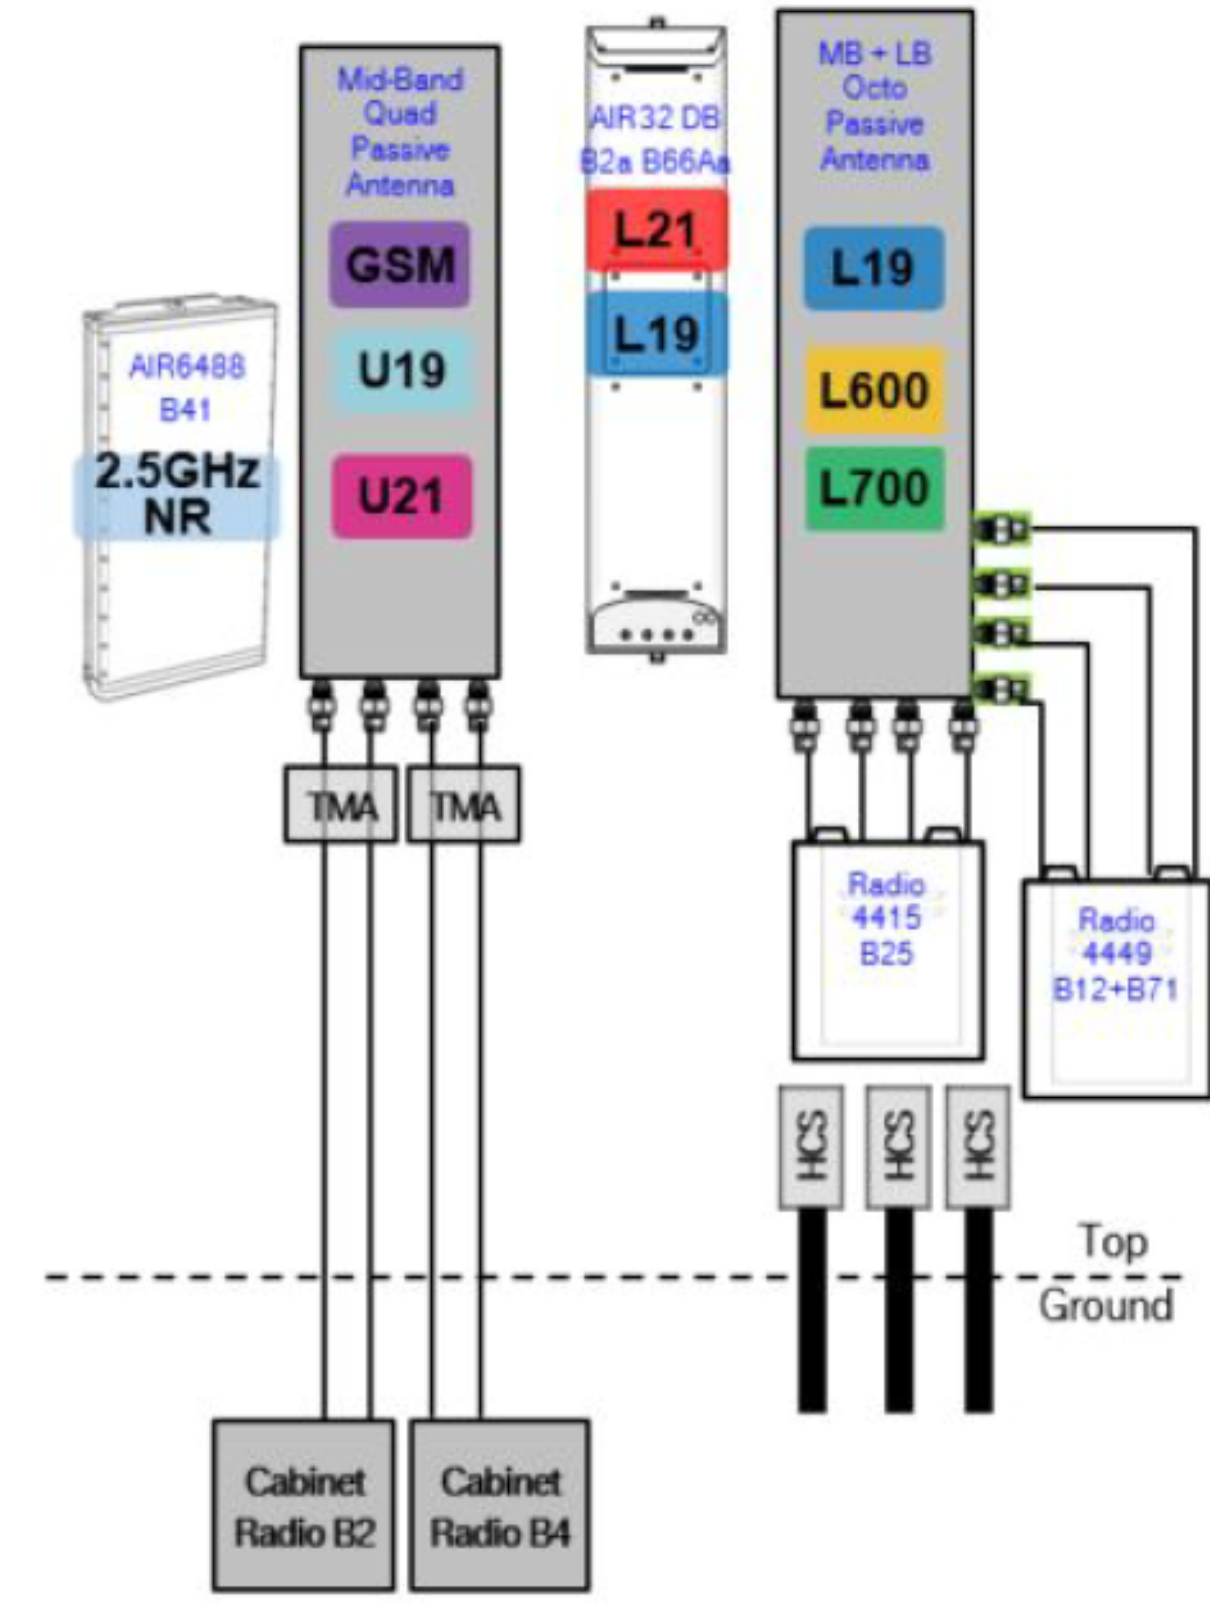 Mid-Band
Quad
Passive
Antenna
GSM
U19
U21
AIR6488
B41
2.5GHz
NR
AIR32 DB
B2a B66Aa
L21
L19
MB + LB
Octo
Passive
Antenna
L19
L600
L700
TMA
TMA
Radio
4415
B25
Radio
4449
B12+B71
HCS
HCS
HCS
Top
Ground
Cabinet
Radio B2
Cabinet
Radio B4